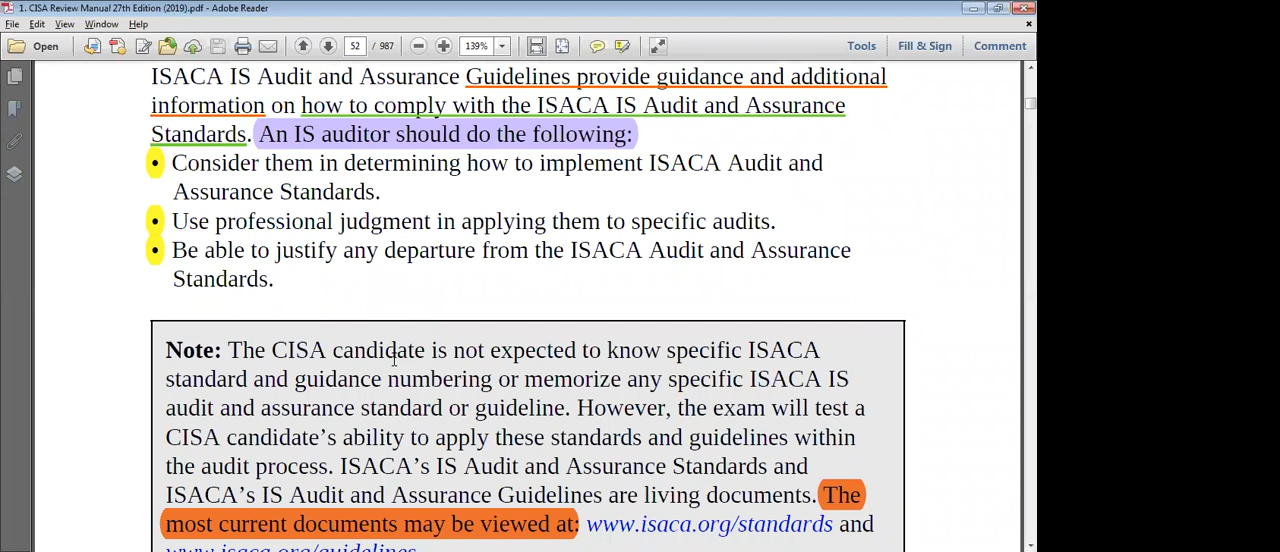 1. CISA Review Manual 27th Edition (2019).pdf - Adobe Reader
File Edit View Window Help
Open 52 / 987 139% Tools Fill & Sign Comment
ISACA IS Audit and Assurance Guidelines provide guidance and additional
information on how to comply with the ISACA IS Audit and Assurance
Standards. An IS auditor should do the following:
• Consider them in determining how to implement ISACA Audit and
Assurance Standards.
• Use professional judgment in applying them to specific audits.
• Be able to justify any departure from the ISACA Audit and Assurance
Standards.
Note: The CISA candidate is not expected to know specific ISACA
standard and guidance numbering or memorize any specific ISACA IS
audit and assurance standard or guideline. However, the exam will test a
CISA candidate’s ability to apply these standards and guidelines within
the audit process. ISACA’s IS Audit and Assurance Standards and
ISACA’s IS Audit and Assurance Guidelines are living documents. The
most current documents may be viewed at: www.isaca.org/standards and
www.isaca.org/guidelines